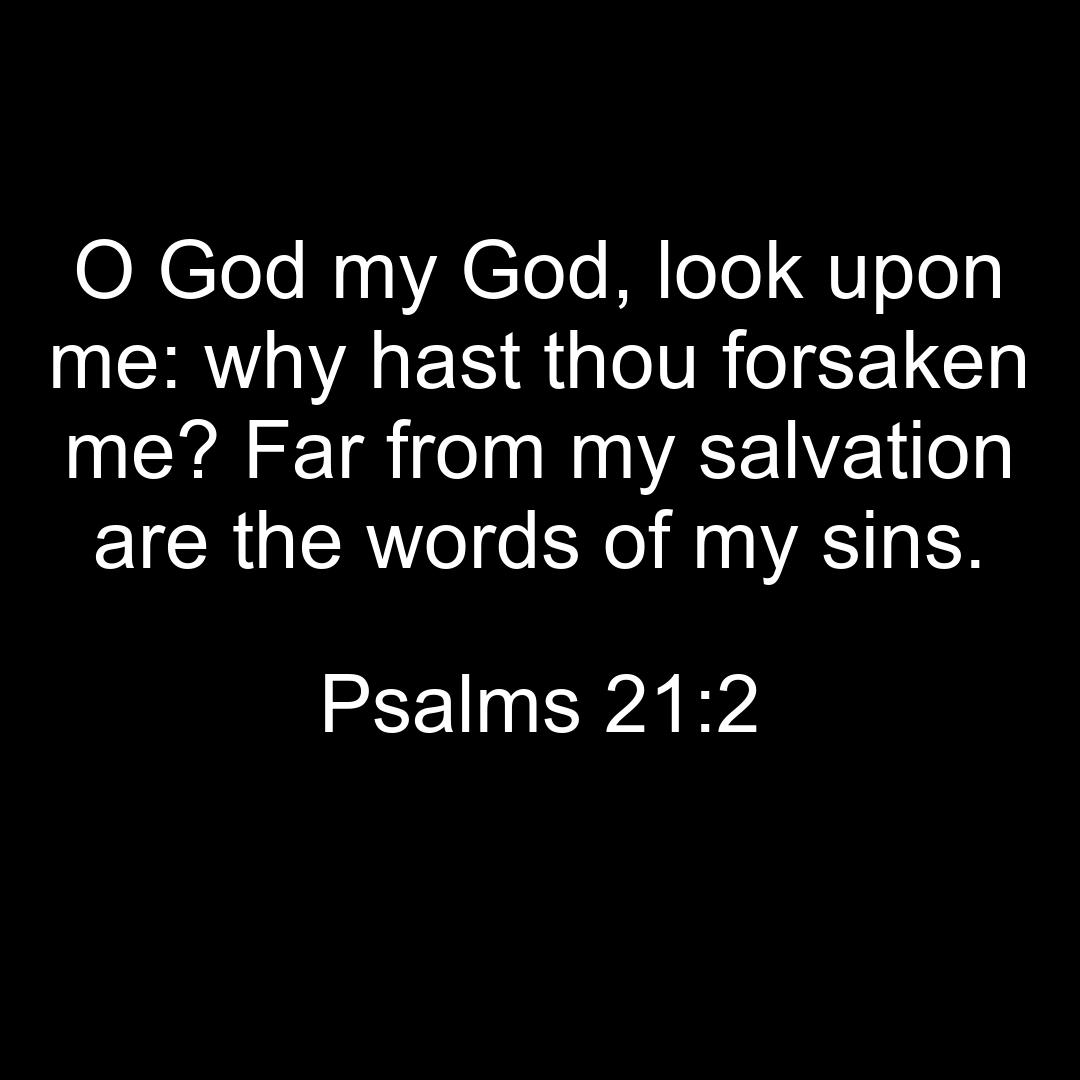 O God my God, look upon
me: why hast thou forsaken
me? Far from my salvation
are the words of my sins.
Psalms 21:2